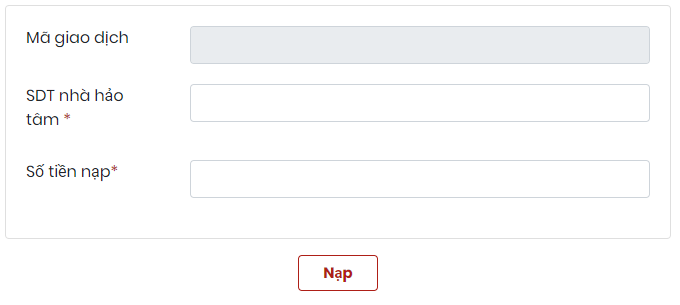 Mã giao dịch
SDT nhà hảo
tâm *
Số tiền nạp*
Nạp